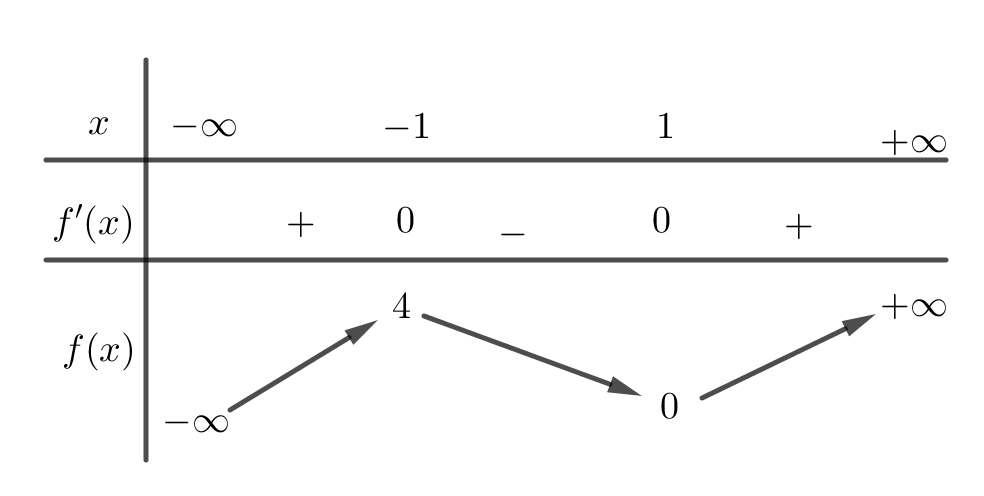 x −∞ −1 1 +∞
f′(x) + 0 − 0 +
f(x) −∞ 4 0 +∞